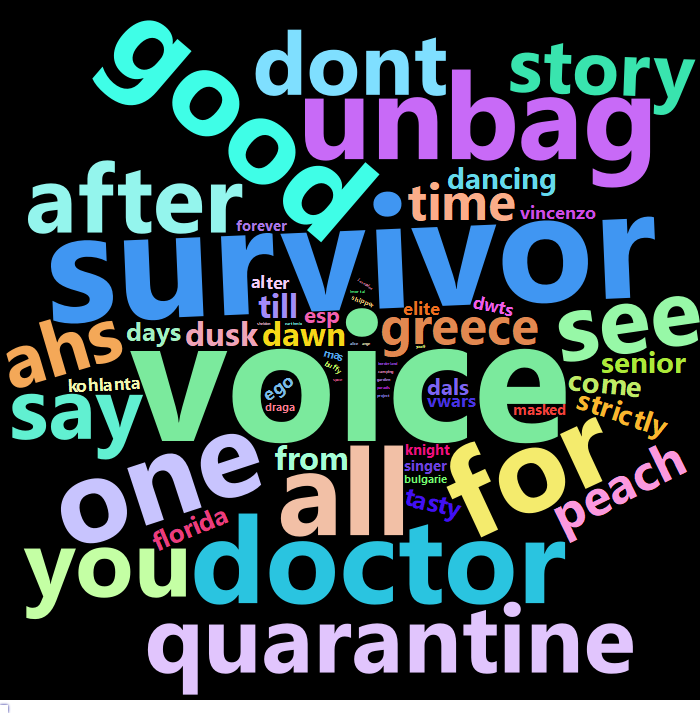 good
dont
story
unbag
dancing
after
time
vincenzo
forever
survivor
alter
till
esp
elite
dwts
see
ahs
days
dusk
dawn
greece
mas
buffy
senior
kohlanta
voice
ego
draga
dals
vwars
come
masked
strictly
say
one
from
all
knight
singer
bulgarie
for
tasty
peach
florida
you
doctor
quarantine